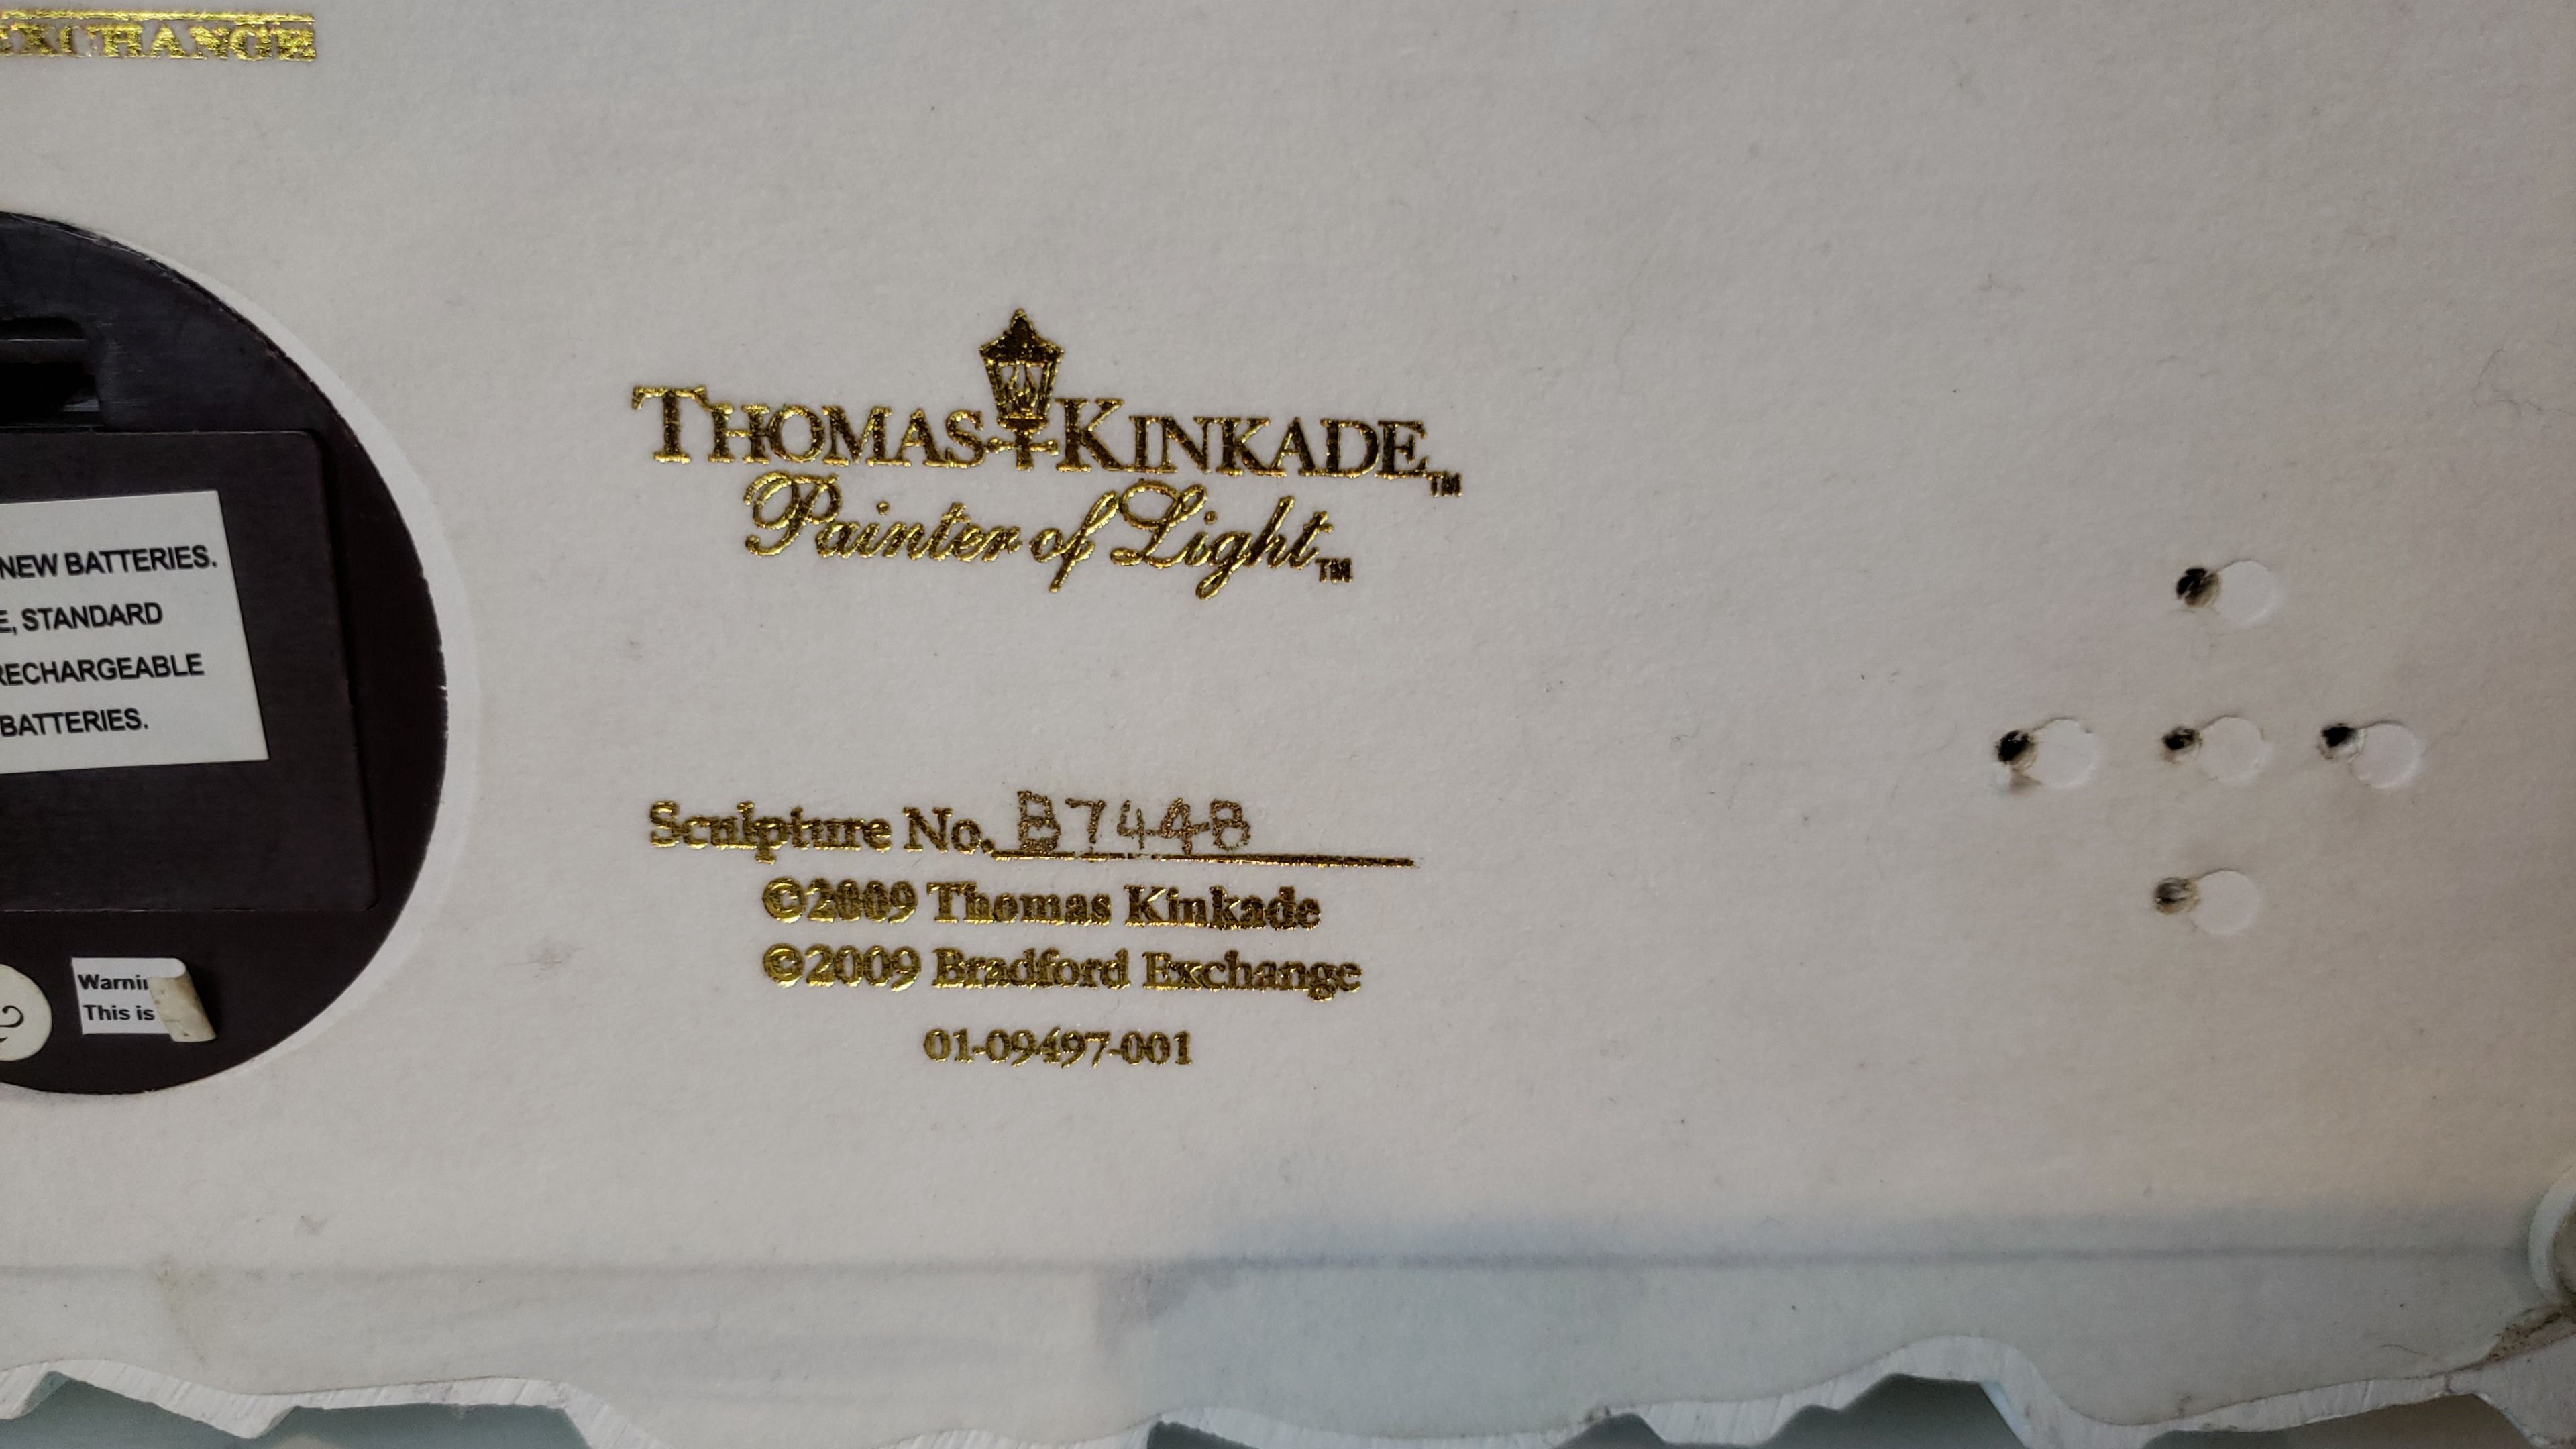 EXCHANGE
THOMAS KINKADE™
Painter of Light™
NEW BATTERIES.
E, STANDARD
RECHARGEABLE
BATTERIES.
Sculpture No. B7448
©2009 Thomas Kinkade
©2009 Bradford Exchange
01-09497-001
Warnin
This is